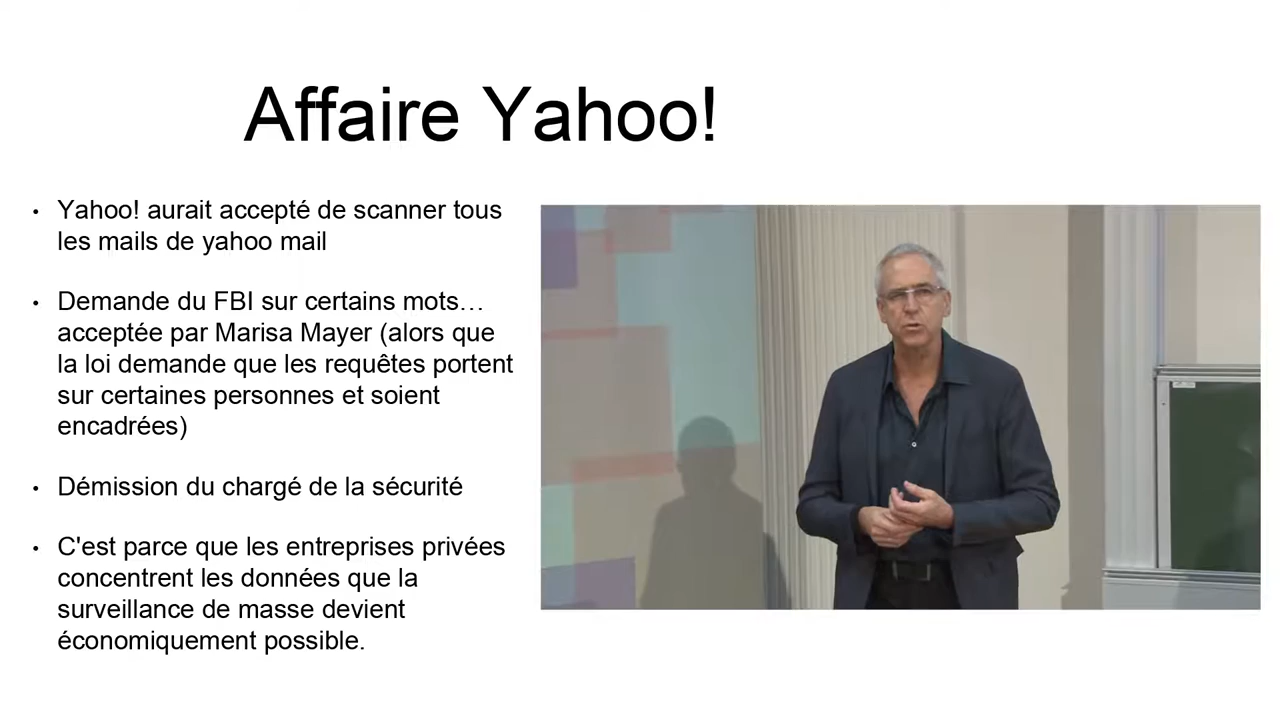 Affaire Yahoo!
• Yahoo! aurait accepté de scanner tous
les mails de yahoo mail
• Demande du FBI sur certains mots…
acceptée par Marisa Mayer (alors que
la loi demande que les requêtes portent
sur certaines personnes et soient
encadrées)
• Démission du chargé de la sécurité
• C'est parce que les entreprises privées
concentrent les données que la
surveillance de masse devient
économiquement possible.